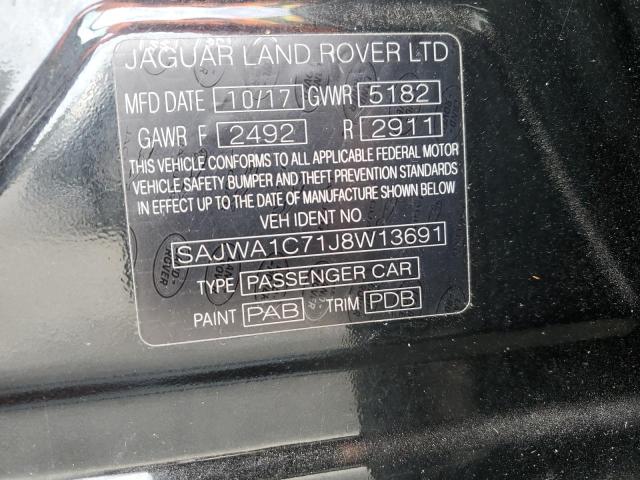 JAGUAR LAND ROVER LTD
MFD DATE 10/17 GVWR 5182
GAWR F 2492 R 2911
THIS VEHICLE CONFORMS TO ALL APPLICABLE FEDERAL MOTOR
VEHICLE SAFETY BUMPER AND THEFT PREVENTION STANDARDS
IN EFFECT UP TO THE DATE OF MANUFACTURE SHOWN BELOW
VEH IDENT NO.
SAJWA1C71J8W13691
TYPE PASSENGER CAR
PAINT PAB TRIM PDB